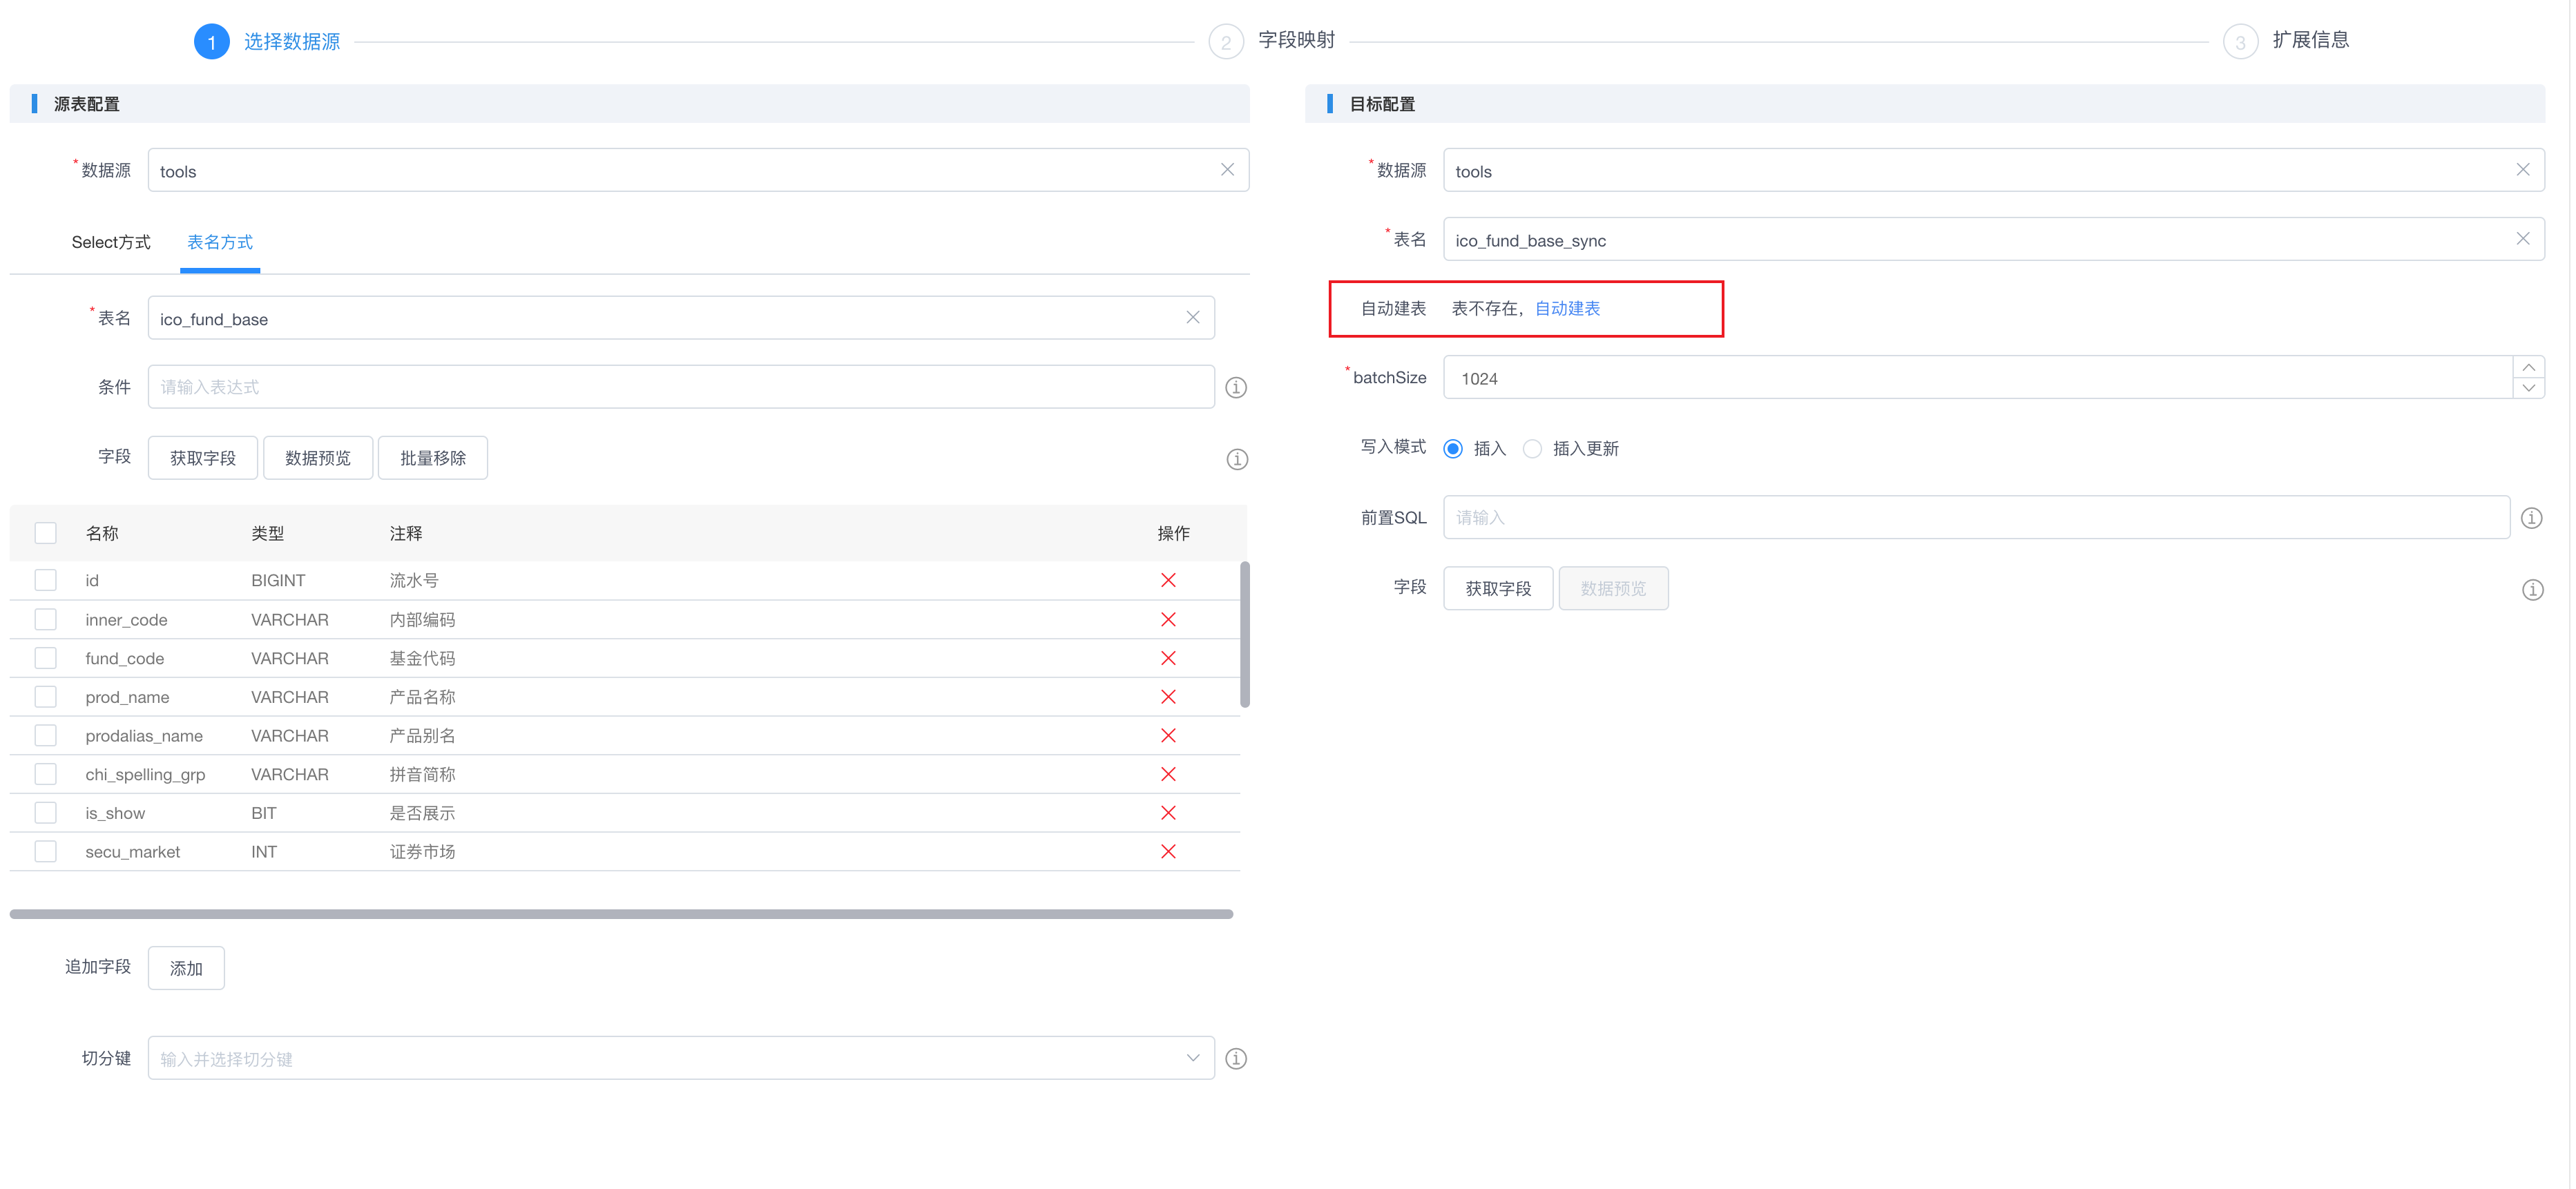 1 选择数据源
2 字段映射
3 扩展信息
源表配置
* 数据源 tools
Select方式 表名方式
* 表名 ico_fund_base
条件 请输入表达式
字段 获取字段 数据预览 批量移除
名称 类型 注释 操作
id BIGINT 流水号
inner_code VARCHAR 内部编码
fund_code VARCHAR 基金代码
prod_name VARCHAR 产品名称
prodalias_name VARCHAR 产品别名
chi_spelling_grp VARCHAR 拼音简称
is_show BIT 是否展示
secu_market INT 证券市场
追加字段 添加
切分键 输入并选择切分键
目标配置
* 数据源 tools
* 表名 ico_fund_base_sync
自动建表 表不存在，自动建表
* batchSize 1024
写入模式 插入 插入更新
前置SQL 请输入
字段 获取字段 数据预览